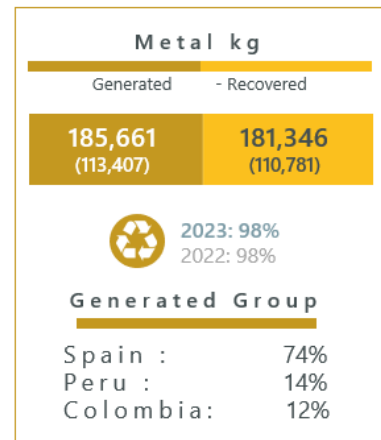 Metal kg
Generated - Recovered
185,661 181,346
(113,407) (110,781)
2023: 98%
2022: 98%
Generated Group
Spain : 74%
Peru : 14%
Colombia: 12%